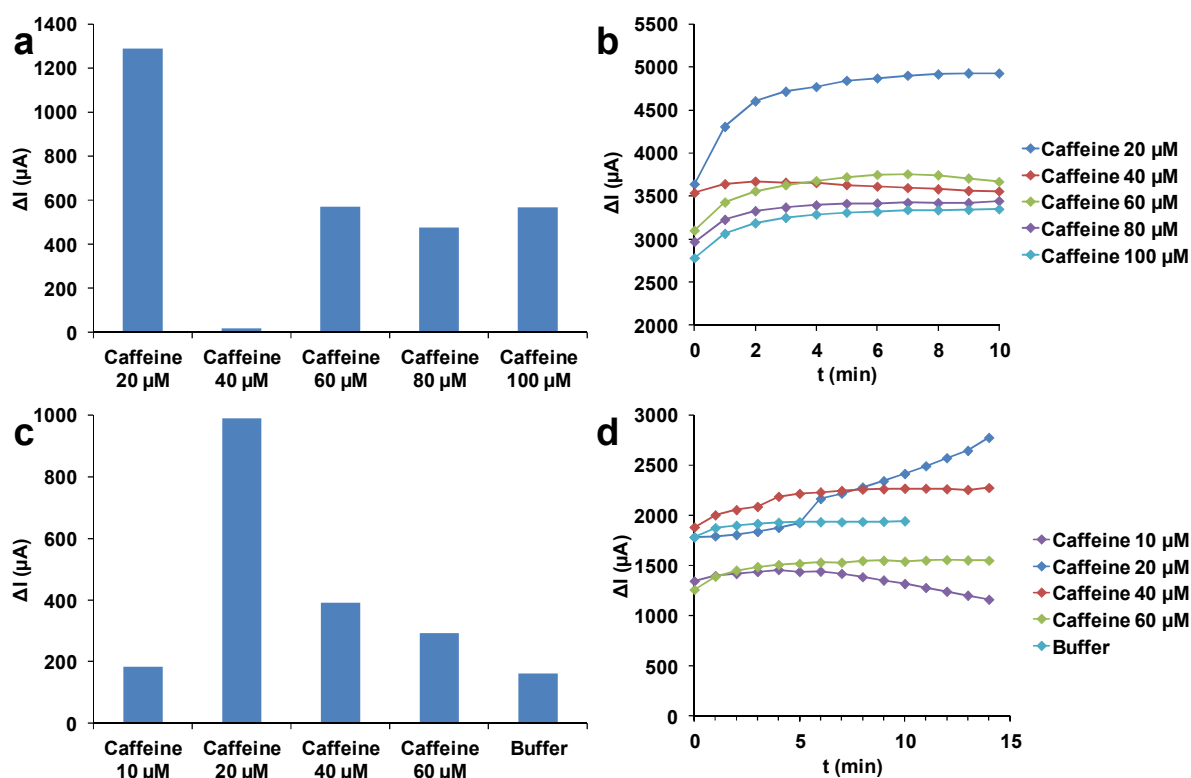 a
1400
1200
1000
800
600
400
200
0
ΔI (µA)
Caffeine 20 µM
Caffeine 40 µM
Caffeine 60 µM
Caffeine 80 µM
Caffeine 100 µM
b
5500
5000
4500
4000
3500
3000
2500
2000
ΔI (µA)
0 2 4 6 8 10
t (min)
Caffeine 20 µM
Caffeine 40 µM
Caffeine 60 µM
Caffeine 80 µM
Caffeine 100 µM
c
1000
800
600
400
200
0
ΔI (µA)
Caffeine 10 µM
Caffeine 20 µM
Caffeine 40 µM
Caffeine 60 µM
Buffer
d
3000
2500
2000
1500
1000
500
0
ΔI (µA)
0 5 10 15
t (min)
Caffeine 10 µM
Caffeine 20 µM
Caffeine 40 µM
Caffeine 60 µM
Buffer